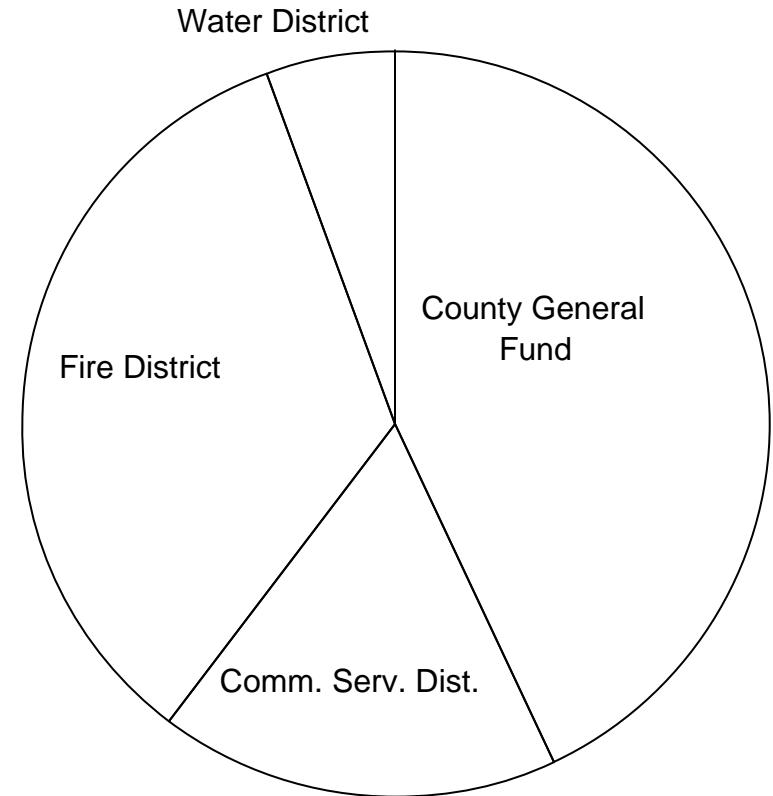 Water District
County General
Fund
Fire District
Comm. Serv. Dist.